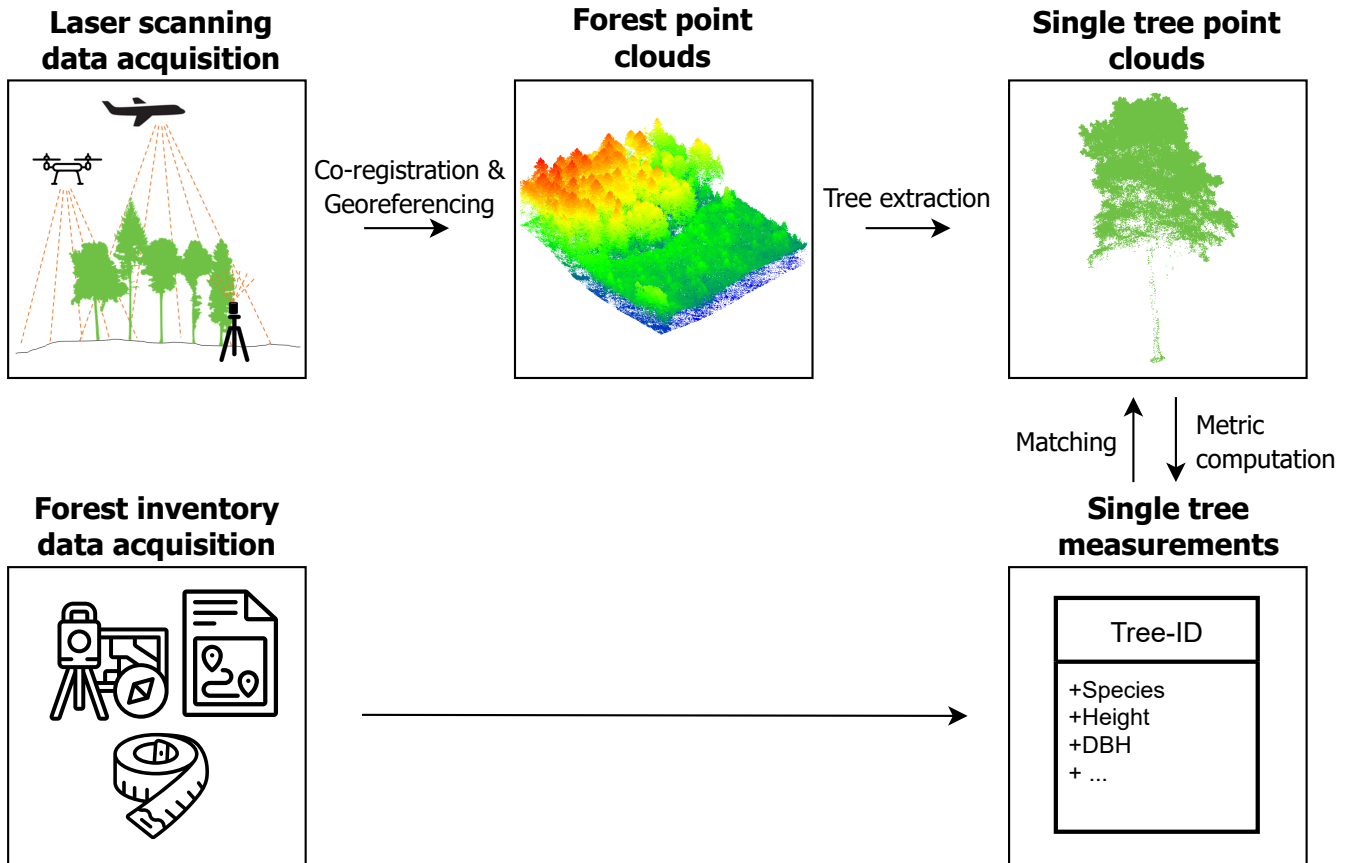 Laser scanning
data acquisition
Forest point
clouds
Single tree point
clouds
Co-registration &
Georeferencing
Tree extraction
Matching
Metric
computation
Forest inventory
data acquisition
Single tree
measurements
Tree-ID
+Species
+Height
+DBH
+ ...